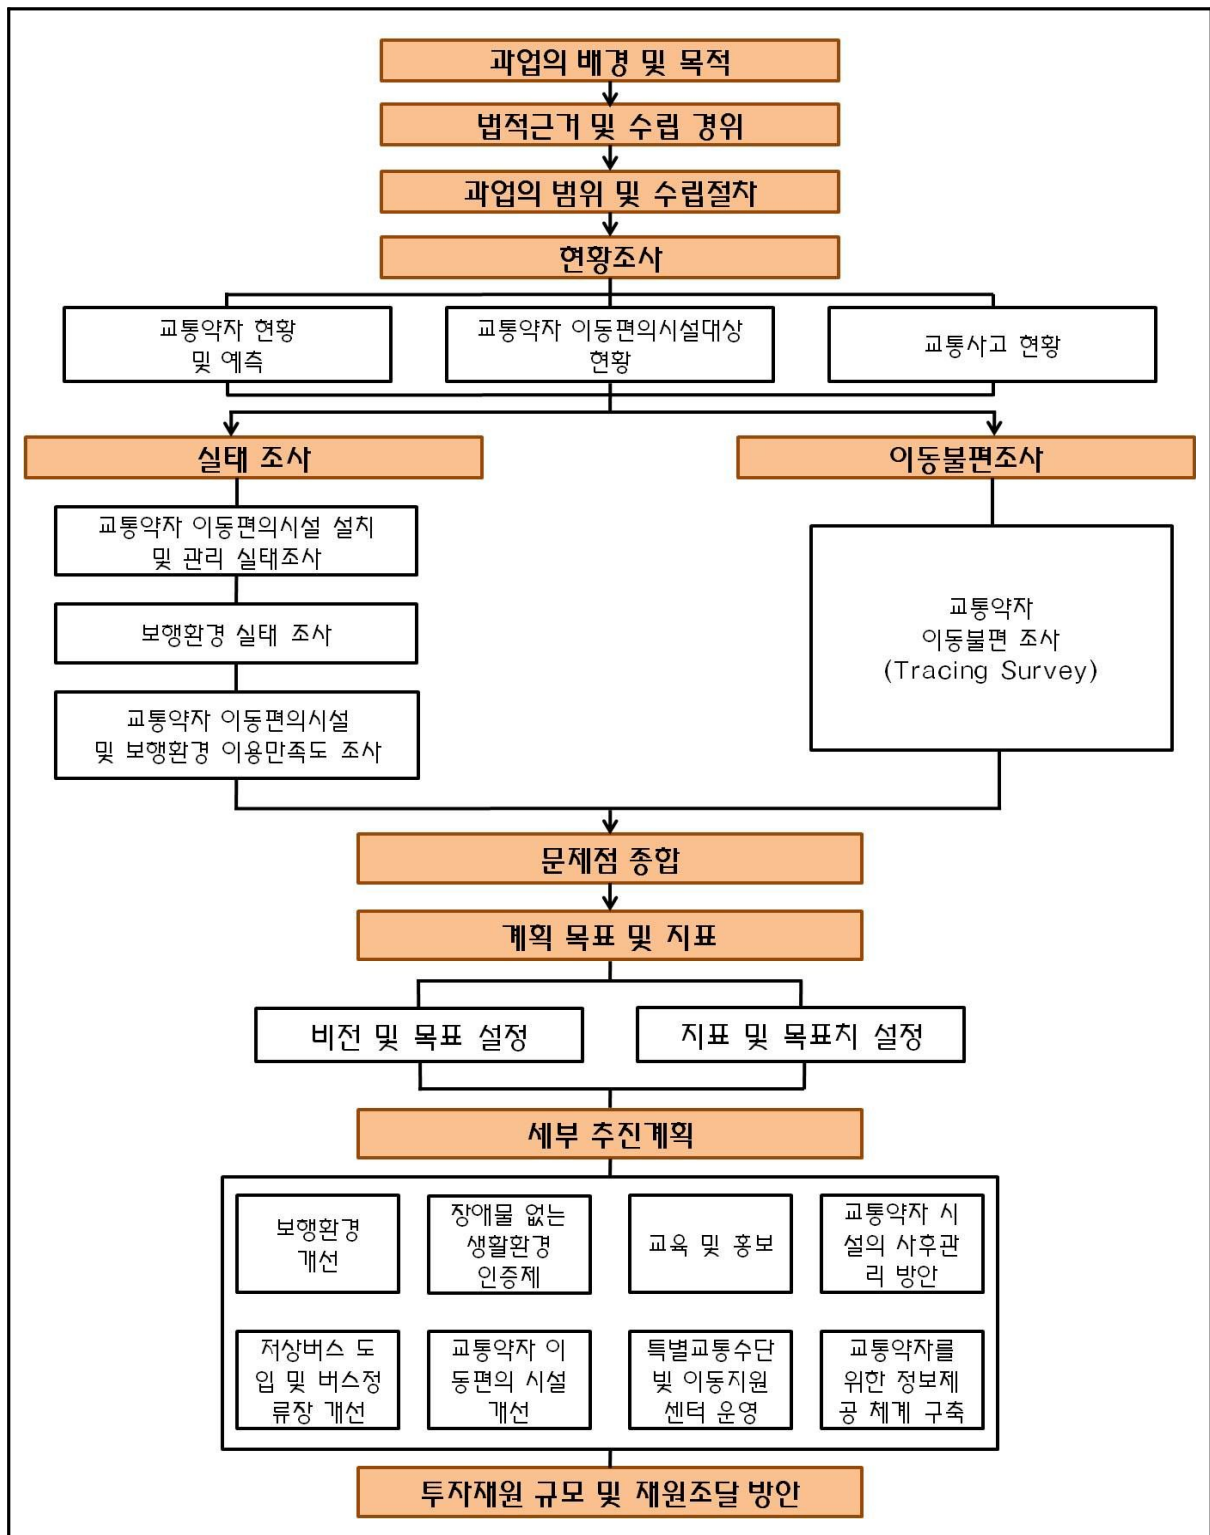 과업의 배경 및 목적
법적근거 및 수립 경위
과업의 범위 및 수립절차
현황조사
교통약자 현황
및 예측
교통약자 이동편의시설대상
현황
교통사고 현황
실태 조사
이동불편조사
교통약자 이동편의시설 설치
및 관리 실태조사
보행환경 실태 조사
교통약자 이동편의시설
및 보행환경 이용만족도 조사
교통약자
이동불편 조사
(Tracing Survey)
문제점 종합
계획 목표 및 지표
비전 및 목표 설정
지표 및 목표치 설정
세부 추진계획
보행환경
개선
장애물 없는
생활환경
인증제
교육 및 홍보
교통약자 시
설의 사후관
리 방안
저상버스 도
입 및 버스정
류장 개선
교통약자 이
동편의 시설
개선
특별교통수단
빛 이동지원
센터 운영
교통약자를
위한 정보제
공 체계 구축
투자재원 규모 및 재원조달 방안